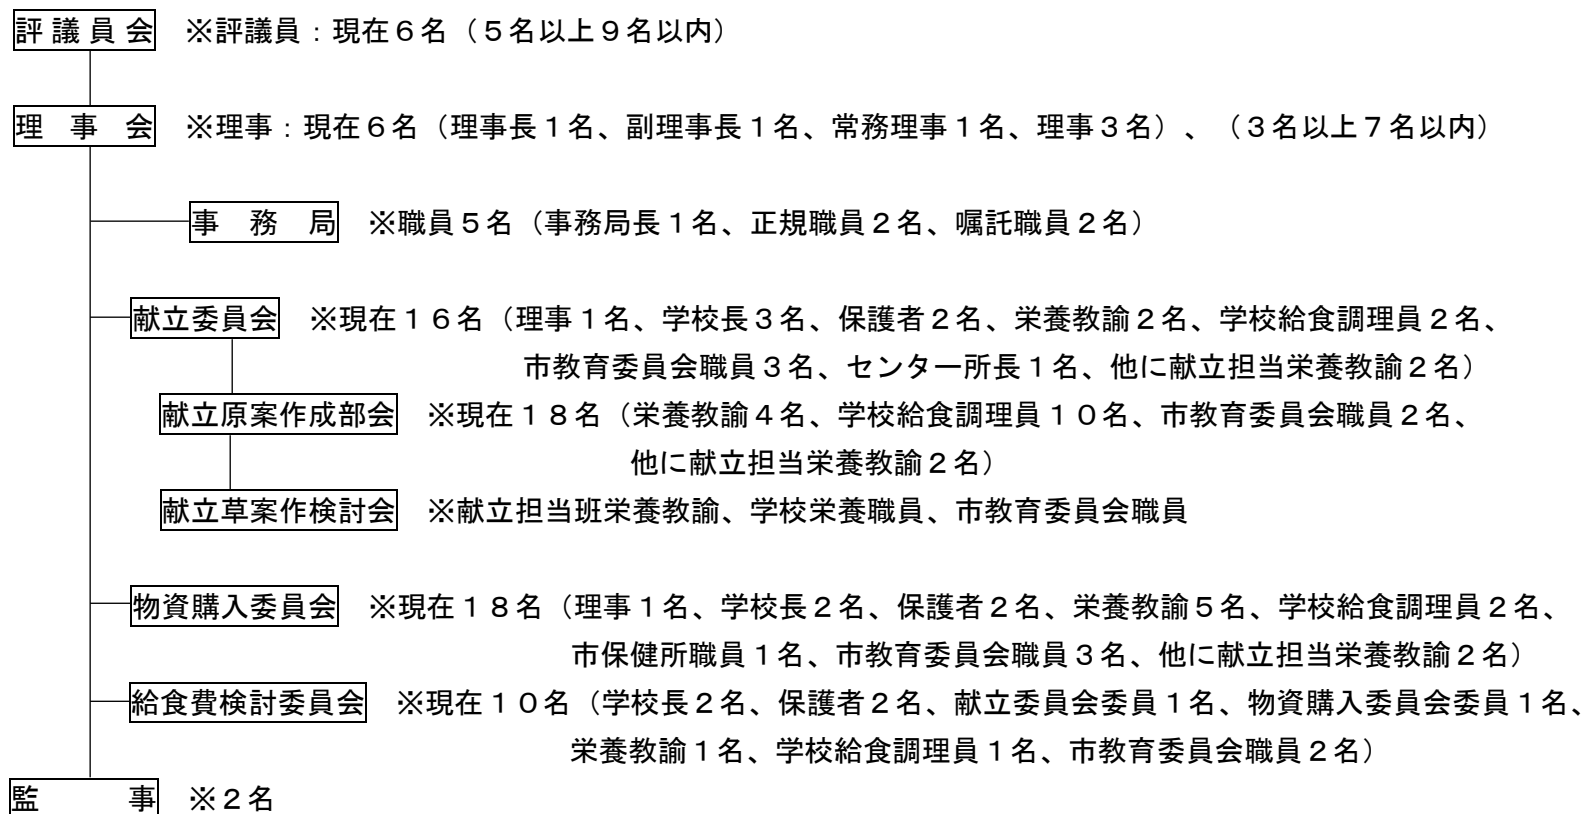 評議員会　※評議員：現在６名（５名以上９名以内）
理　事　会　※理事：現在６名（理事長１名、副理事長１名、常務理事１名、理事３名）、（３名以上７名以内）
事　務　局　※職員５名（事務局長１名、正規職員２名、嘱託職員２名）
献立委員会　※現在１６名（理事１名、学校長３名、保護者２名、栄養教諭２名、学校給食調理員２名、
市教育委員会職員３名、センター所長１名、他に献立担当栄養教諭２名）
献立原案作成部会　※現在１８名（栄養教諭４名、学校給食調理員１０名、市教育委員会職員２名、
他に献立担当栄養教諭２名）
献立草案作検討会　※献立担当班栄養教諭、学校栄養職員、市教育委員会職員
物資購入委員会　※現在１８名（理事１名、学校長２名、保護者２名、栄養教諭５名、学校給食調理員２名、
市保健所職員１名、市教育委員会職員３名、他に献立担当栄養教諭２名）
給食費検討委員会　※現在１０名（学校長２名、保護者２名、献立委員会委員１名、物資購入委員会委員１名、
栄養教諭１名、学校給食調理員１名、市教育委員会職員２名）
監　　　事　※２名